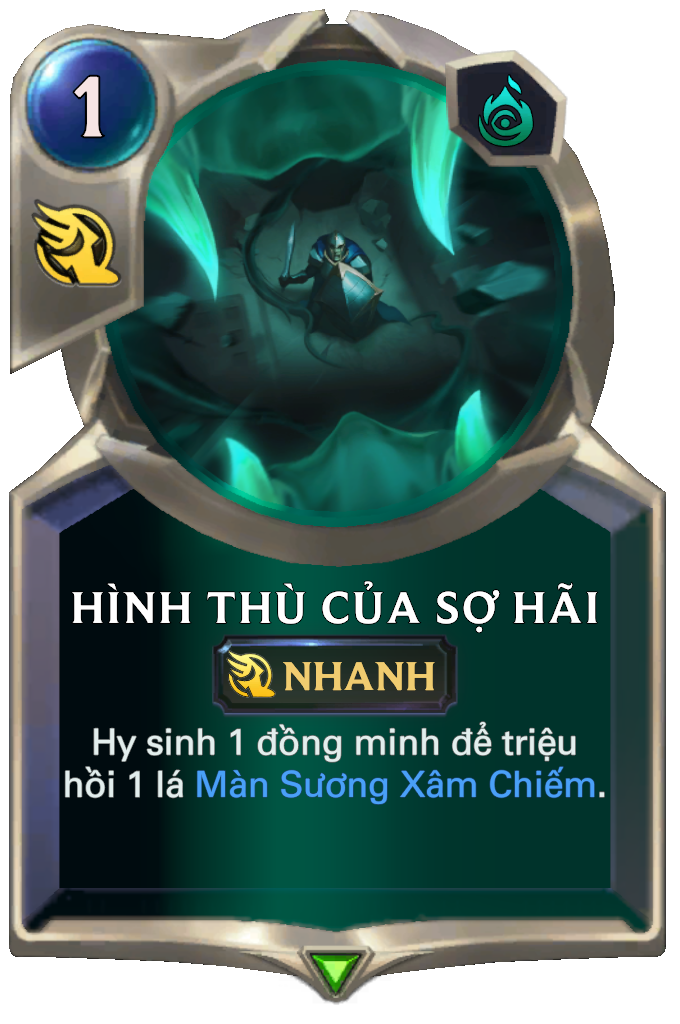 1
HÌNH THÙ CỦA SỢ HÃI
NHANH
Hy sinh 1 đồng minh để triệu
hồi 1 lá Màn Sương Xâm Chiếm.